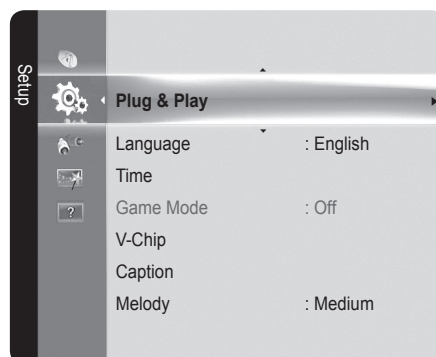 Setup
Plug & Play
Language : English
Time
Game Mode : Off
V-Chip
Caption
Melody : Medium
?